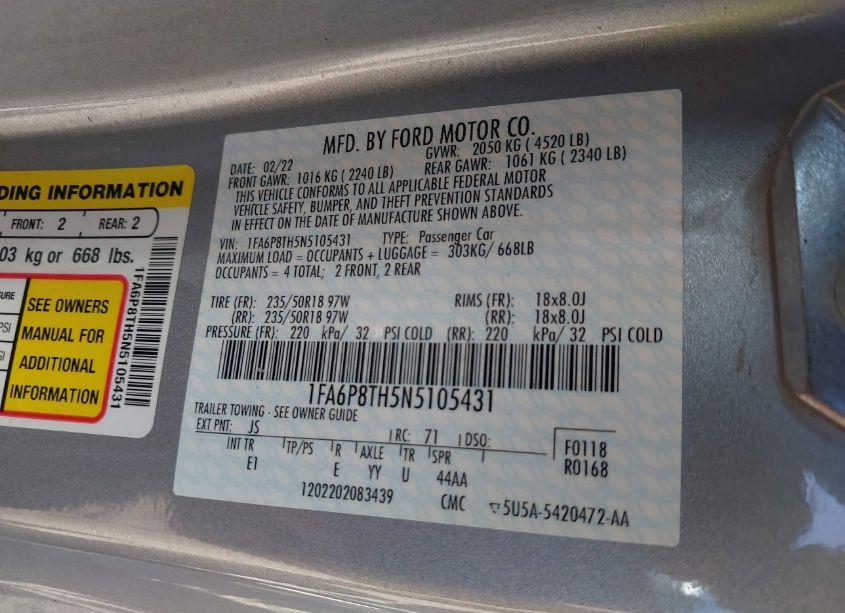 DING INFORMATION
FRONT: 2 REAR: 2
03 kg or 668 lbs.
SURE
PSI
PSI
SEE OWNERS
MANUAL FOR
ADDITIONAL
INFORMATION
1FA6P8TH5N5105431
MFD. BY FORD MOTOR CO.
DATE: 02/22 GVWR: 2050 KG ( 4520 LB)
FRONT GAWR: 1016 KG ( 2240 LB) REAR GAWR: 1061 KG ( 2340 LB)
THIS VEHICLE CONFORMS TO ALL APPLICABLE FEDERAL MOTOR
VEHICLE SAFETY, BUMPER, AND THEFT PREVENTION STANDARDS
IN EFFECT ON THE DATE OF MANUFACTURE SHOWN ABOVE.
VIN: 1FA6P8TH5N5105431 TYPE: Passenger Car
MAXIMUM LOAD = OCCUPANTS + LUGGAGE = 303KG/ 668LB
OCCUPANTS = 4 TOTAL; 2 FRONT, 2 REAR
TIRE (FR): 235/50R18 97W RIMS (FR): 18x8.0J
(RR): 235/50R18 97W (RR): 18x8.0J
PRESSURE (FR): 220 kPa/ 32 PSI COLD (RR): 220 kPa/ 32 PSI COLD
1FA6P8TH5N5105431
TRAILER TOWING - SEE OWNER GUIDE
EXT PNT: JS RC: 71 DSO: F0118
INT TR TP/PS R AXLE TR SPR R0168
E1 E YY U 44AA
1202202083439 CMC 5U5A-5420472-AA